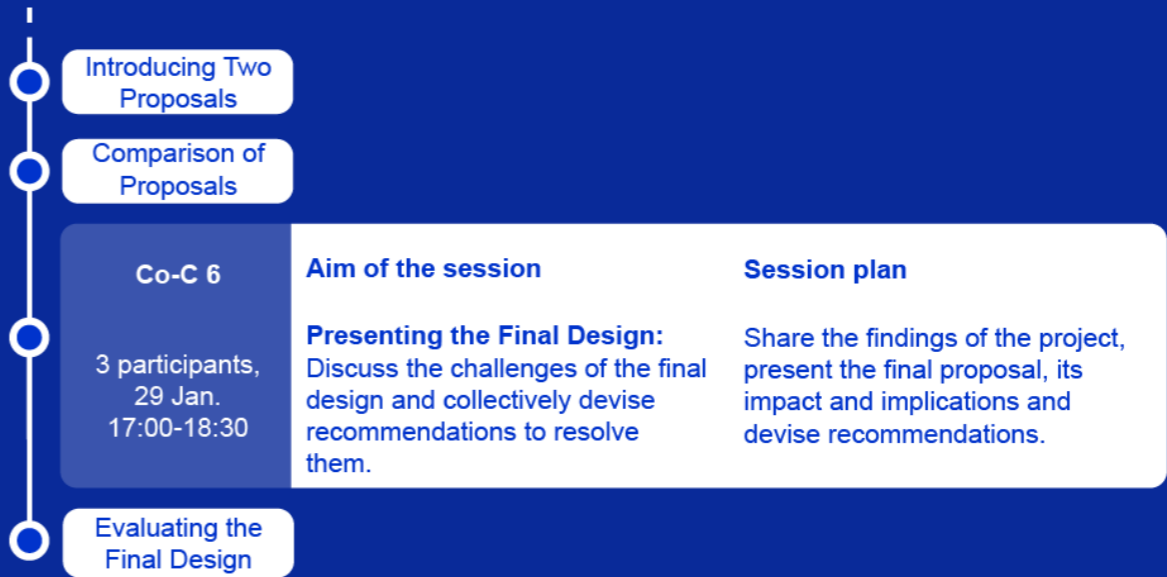 Introducing Two
Proposals
Comparison of
Proposals
Co-C 6
3 participants,
29 Jan.
17:00-18:30
Aim of the session
Presenting the Final Design:
Discuss the challenges of the final
design and collectively devise
recommendations to resolve
them.
Session plan
Share the findings of the project,
present the final proposal, its
impact and implications and
devise recommendations.
Evaluating the
Final Design